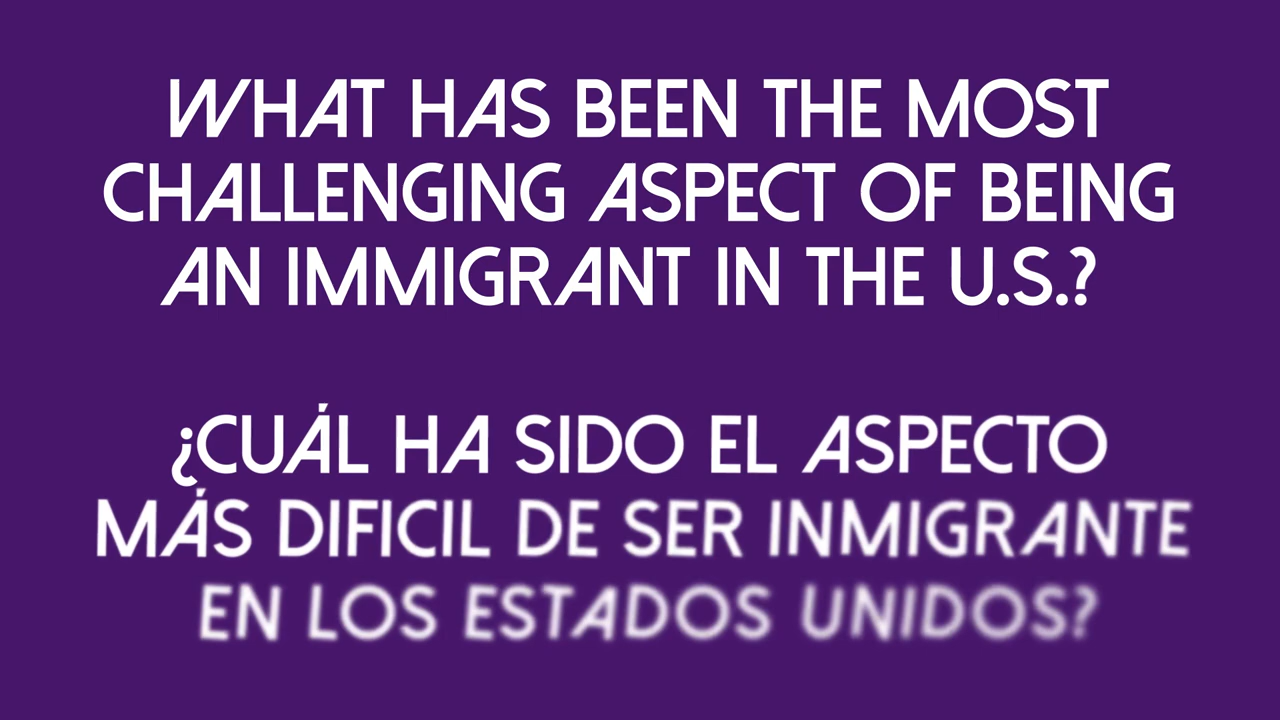 WHAT HAS BEEN THE MOST
CHALLENGING ASPECT OF BEING
AN IMMIGRANT IN THE U.S.?
¿CUÁL HA SIDO EL ASPECTO
MÁS DIFICIL DE SER INMIGRANTE
EN LOS ESTADOS UNIDOS?